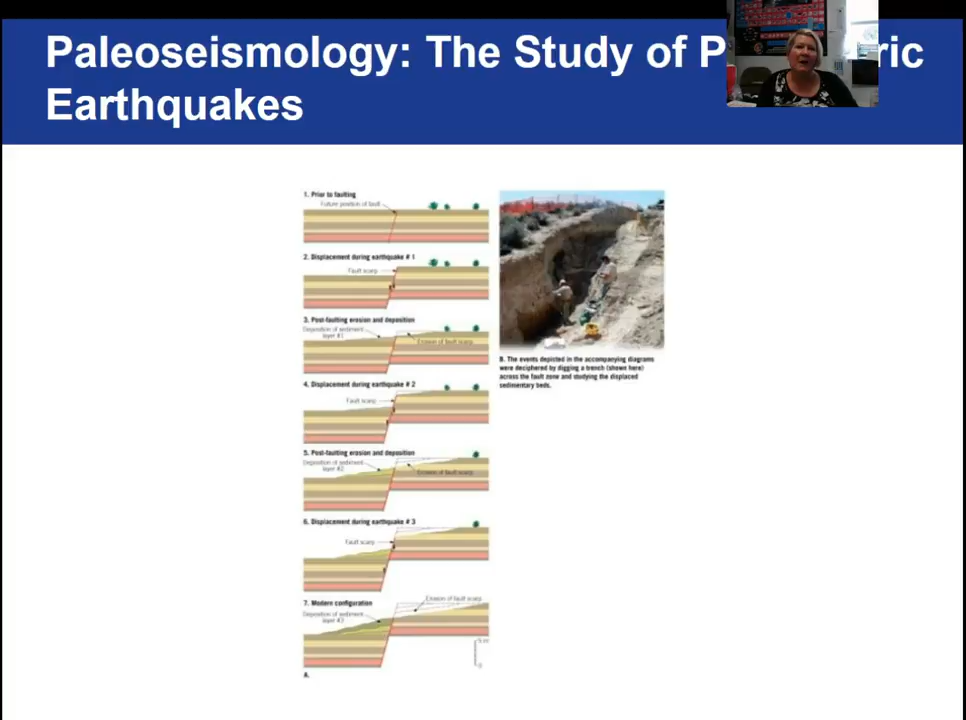 Paleoseismology: The Study of P ric
Earthquakes
1. Prior to faulting
Future position of fault
2. Displacement during earthquake # 1
Fault scarp
3. Post-faulting erosion and deposition
Deposition of sediment
layer #1
Erosion of fault scarp
4. Displacement during earthquake # 2
Fault scarp
5. Post-faulting erosion and deposition
Deposition of sediment
layer #2
Erosion of fault scarp
6. Displacement during earthquake # 3
Fault scarp
7. Modern configuration
Erosion of fault scarp
Deposition of sediment
layer #3
0
A.
B. The events depicted in the accompanying diagrams
were deciphered by digging a trench (shown here)
across the fault zone and studying the displaced
sedimentary beds.